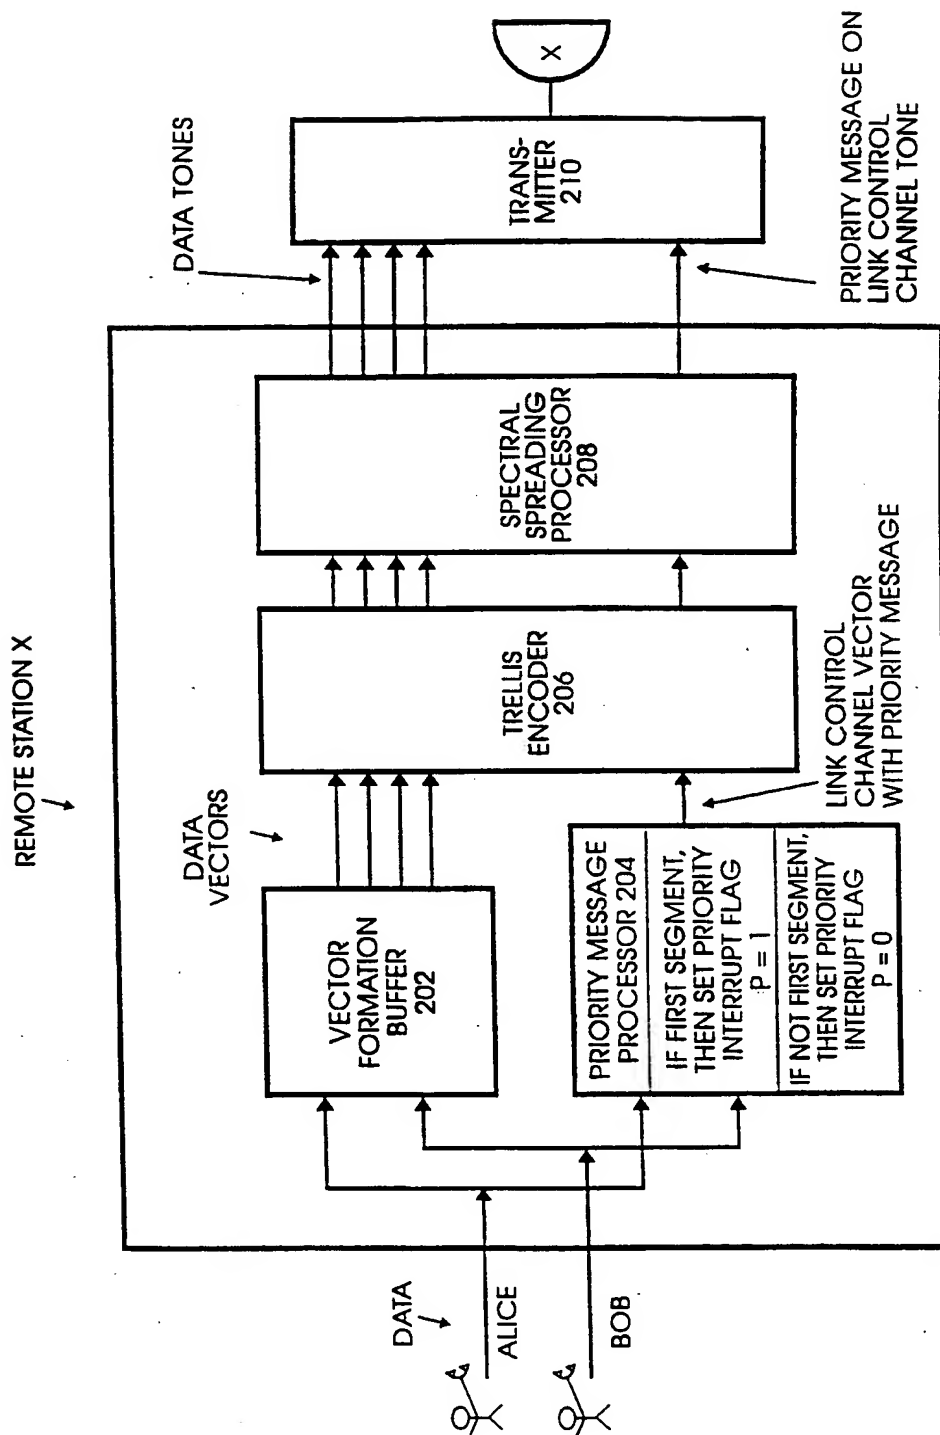 REMOTE STATION X
DATA
ALICE
BOB
VECTOR
FORMATION
BUFFER
202
PRIORITY MESSAGE
PROCESSOR 204
IF FIRST SEGMENT,
THEN SET PRIORITY
INTERRUPT FLAG
P = 1
IF NOT FIRST SEGMENT,
THEN SET PRIORITY
INTERRUPT FLAG
P = 0
DATA
VECTORS
LINK CONTROL
CHANNEL VECTOR
WITH PRIORITY MESSAGE
TRELLIS
ENCODER
206
SPECTRAL
SPREADING
PROCESSOR
208
DATA TONES
TRANS-
MITTER
210
PRIORITY MESSAGE ON
LINK CONTROL
CHANNEL TONE
X